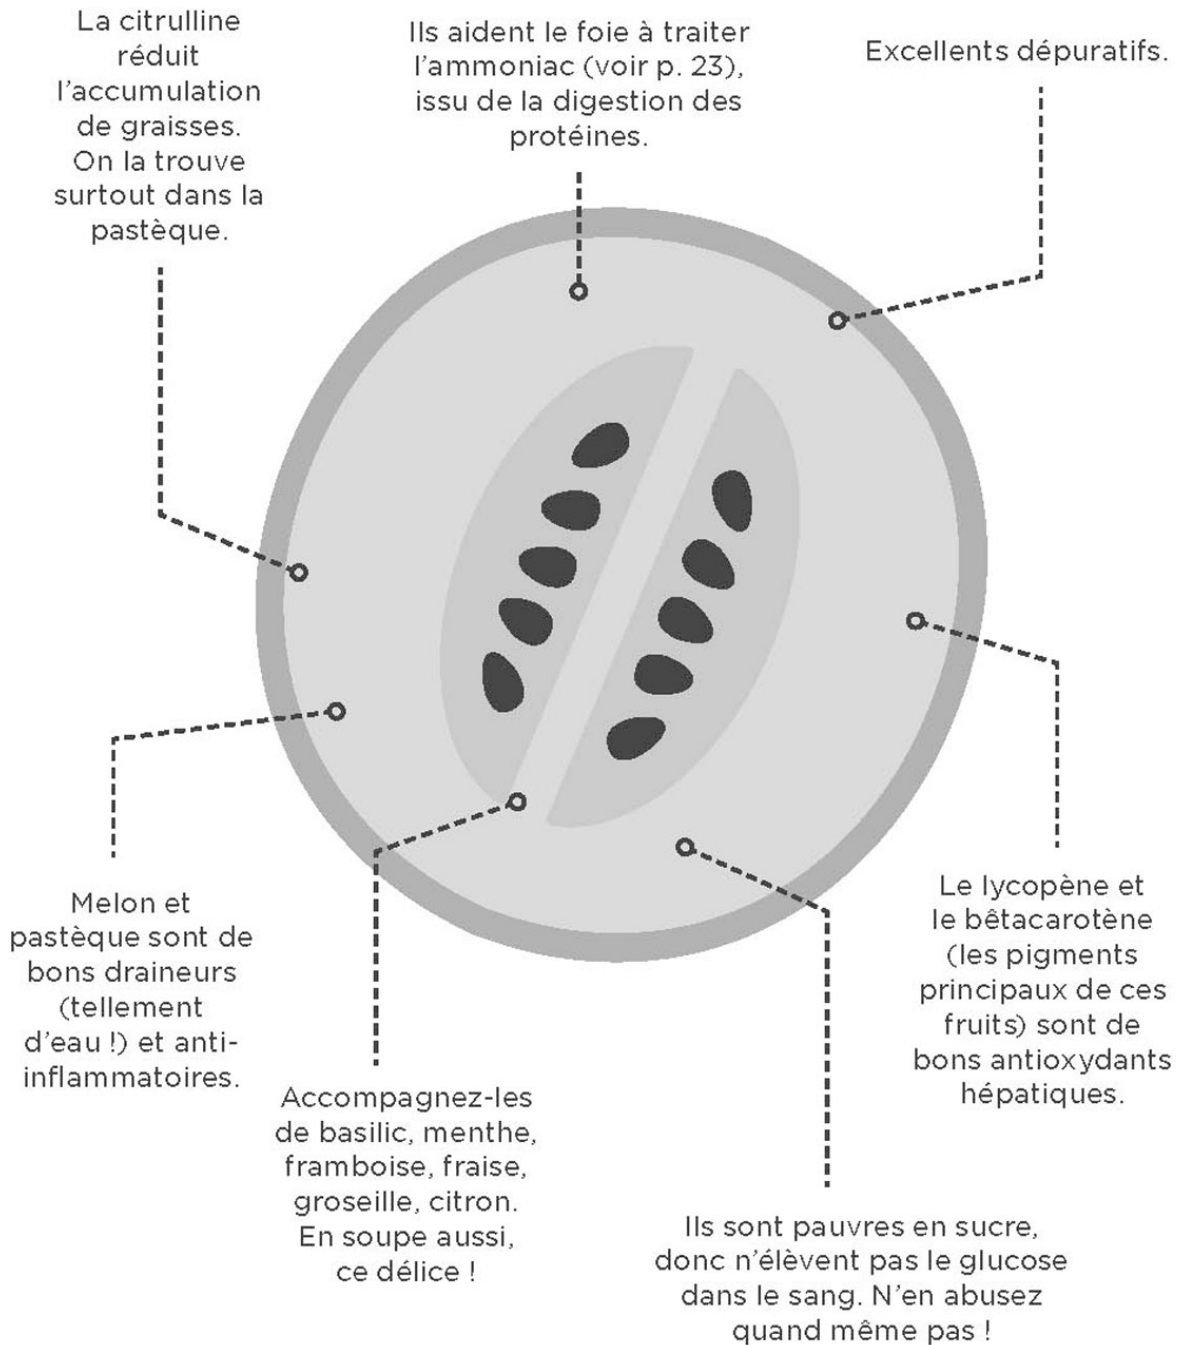 La citrulline
réduit
l'accumulation
de graisses.
On la trouve
surtout dans la
pastèque.
Ils aident le foie à traiter
l'ammoniac (voir p. 23),
issu de la digestion des
protéines.
Excellents dépuratifs.
Melon et
pastèque sont de
bons draineurs
(tellement
d'eau !) et anti-
inflammatoires.
Accompagnez-les
de basilic, menthe,
framboise, fraise,
groseille, citron.
En soupe aussi,
ce délice !
Ils sont pauvres en sucre,
donc n'élèvent pas le glucose
dans le sang. N'en abusez
quand même pas !
Le lycopène et
le bêtacarotène
(les pigments
principaux de ces
fruits) sont de
bons antioxydants
hépatiques.